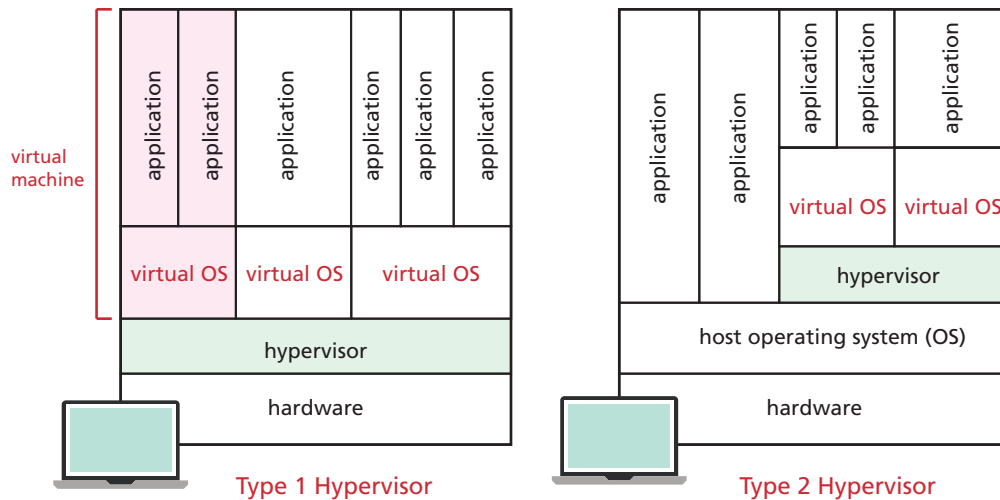 virtual
machine
application
application
application
application
application
application
virtual OS
virtual OS
virtual OS
hypervisor
hardware
Type 1 Hypervisor
application
application
application
application
application
virtual OS
virtual OS
hypervisor
host operating system (OS)
hardware
Type 2 Hypervisor